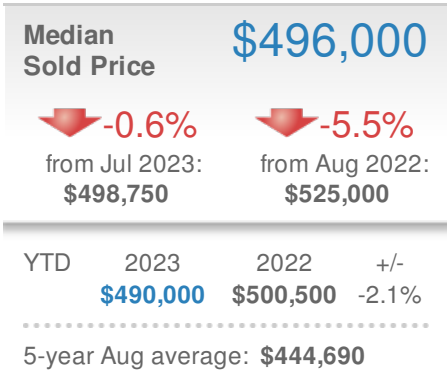 Median $496,000
Sold Price
-0.6% -5.5%
from Jul 2023: from Aug 2022:
$498,750 $525,000
YTD 2023 2022 +/-
$490,000 $500,500 -2.1%
5-year Aug average: $444,690